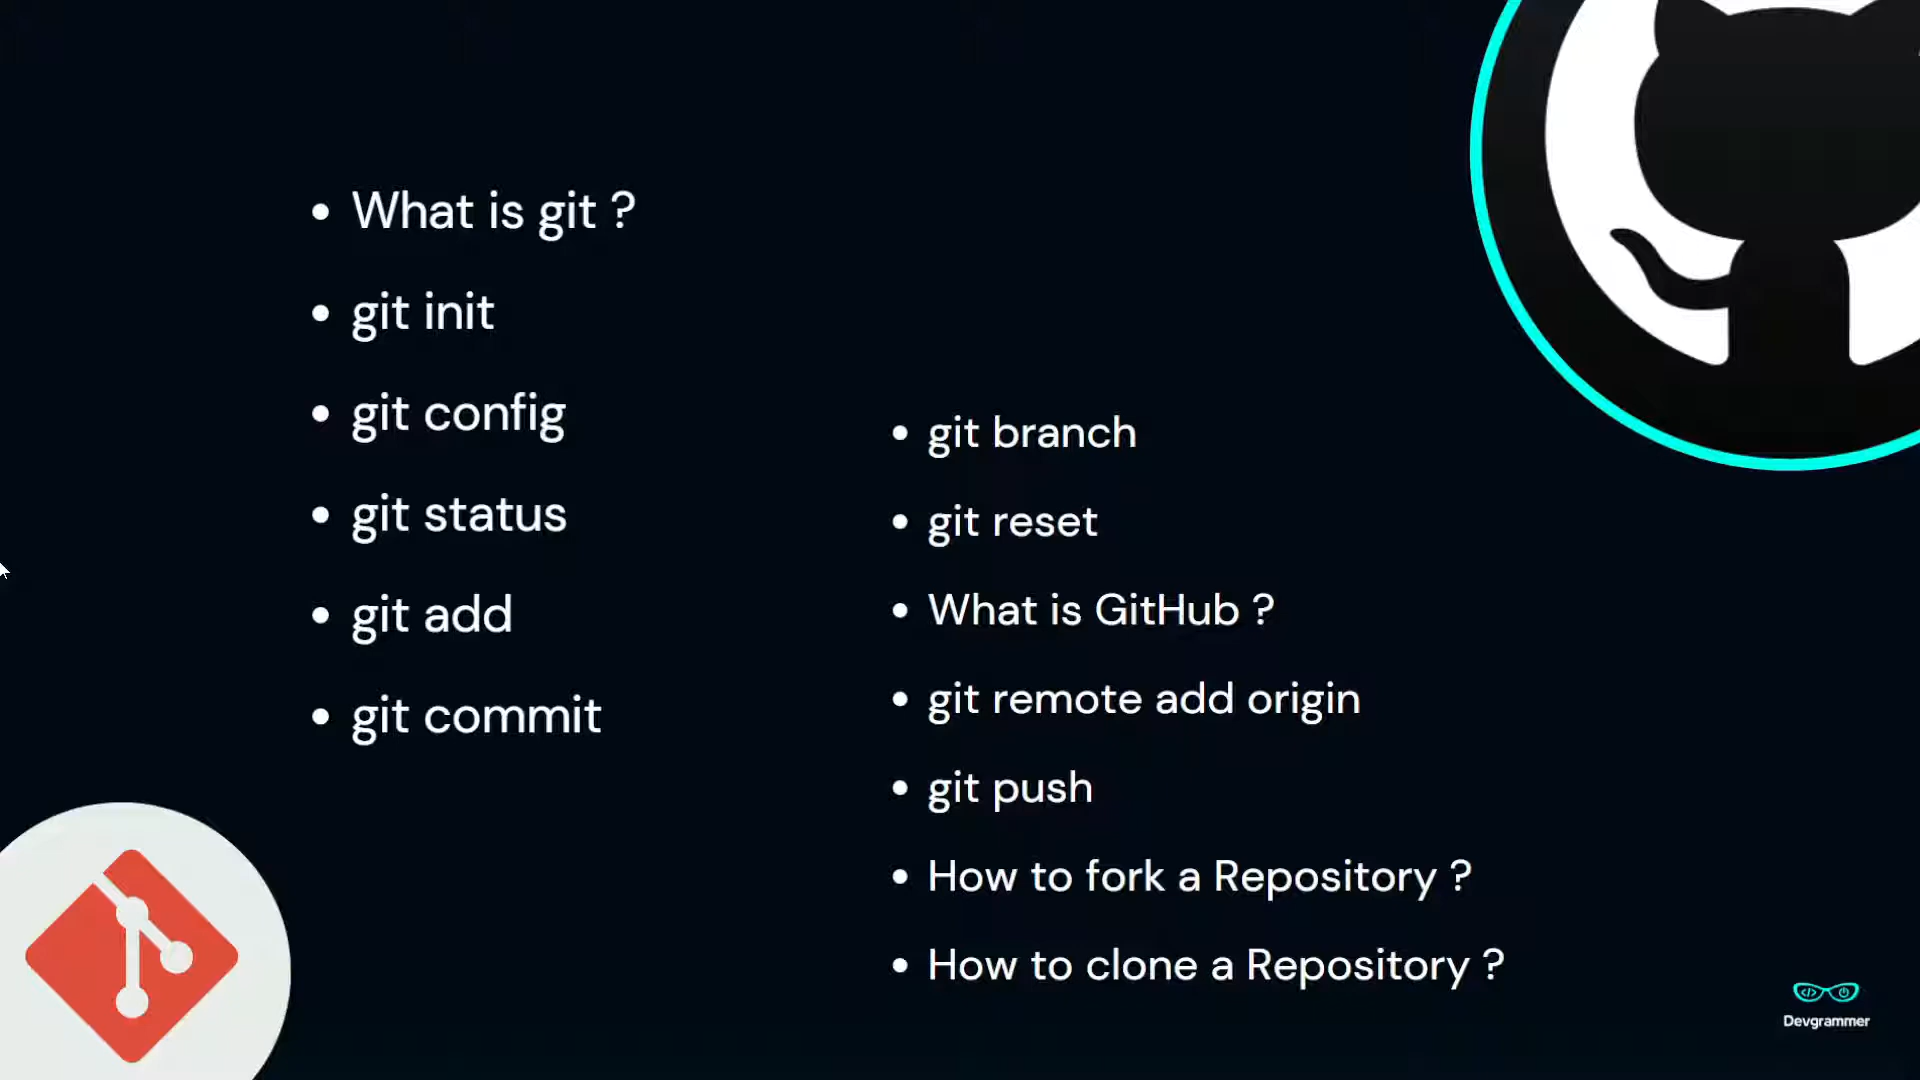 • What is git ?
• git init
• git config
• git status
• git add
• git commit
• git branch
• git reset
• What is GitHub ?
• git remote add origin
• git push
• How to fork a Repository ?
• How to clone a Repository ?
</>
Devgrammer